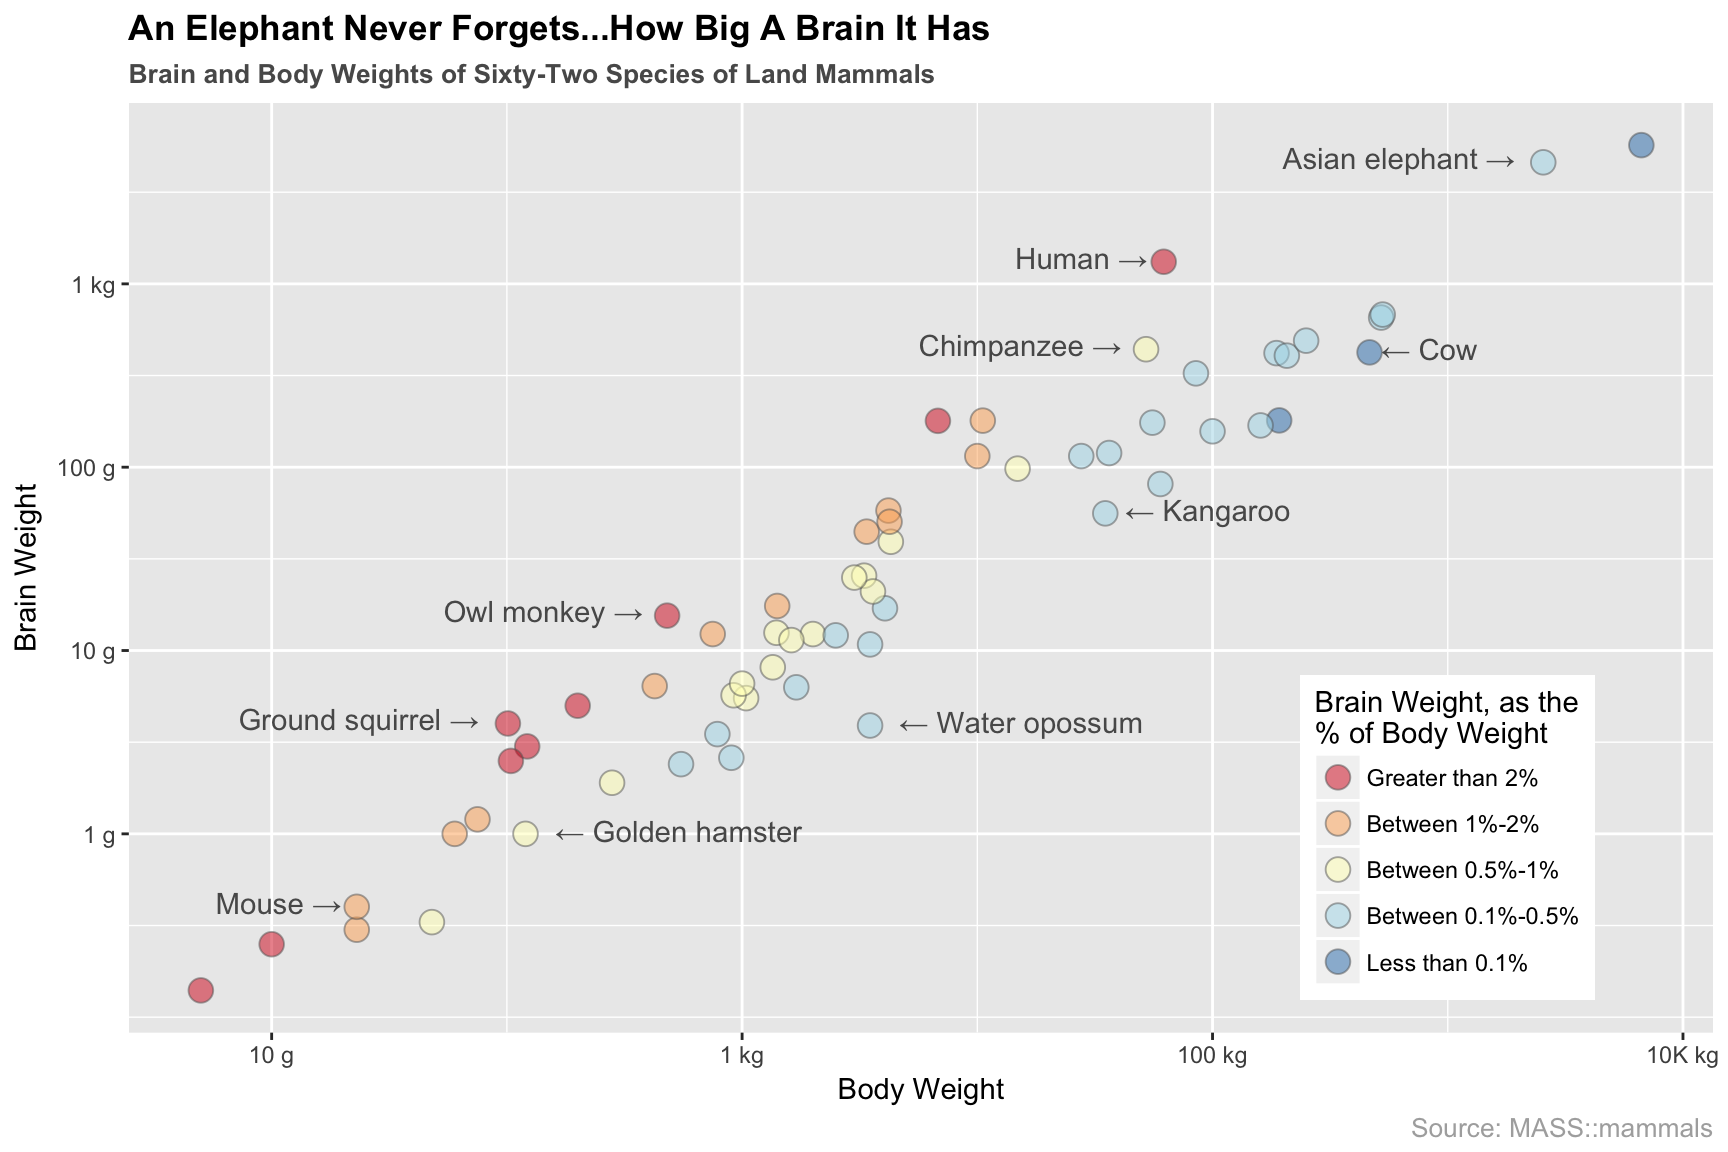 An Elephant Never Forgets...How Big A Brain It Has
Brain and Body Weights of Sixty-Two Species of Land Mammals
Asian elephant →
Human →
1 kg
Chimpanzee →
← Cow
100 g
← Kangaroo
Brain Weight
Owl monkey →
10 g
Ground squirrel →
← Water opossum
Brain Weight, as the
% of Body Weight
Greater than 2%
Between 1%-2%
Between 0.5%-1%
Between 0.1%-0.5%
Less than 0.1%
1 g
← Golden hamster
Mouse →
10 g
1 kg
100 kg
10K kg
Body Weight
Source: MASS::mammals